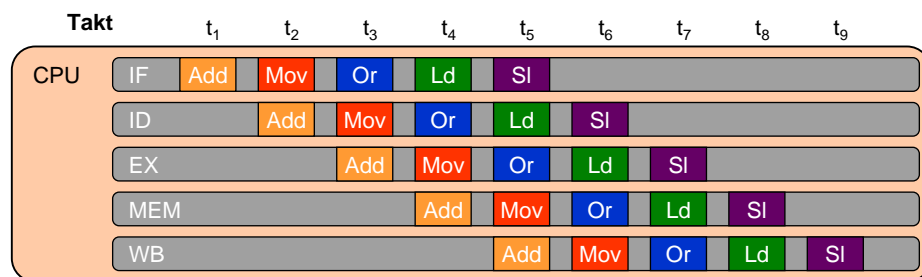 Takt t₁ t₂ t₃ t₄ t₅ t₆ t₇ t₈ t₉
CPU IF Add Mov Or Ld Sl
ID Add Mov Or Ld Sl
EX Add Mov Or Ld Sl
MEM Add Mov Or Ld Sl
WB Add Mov Or Ld Sl